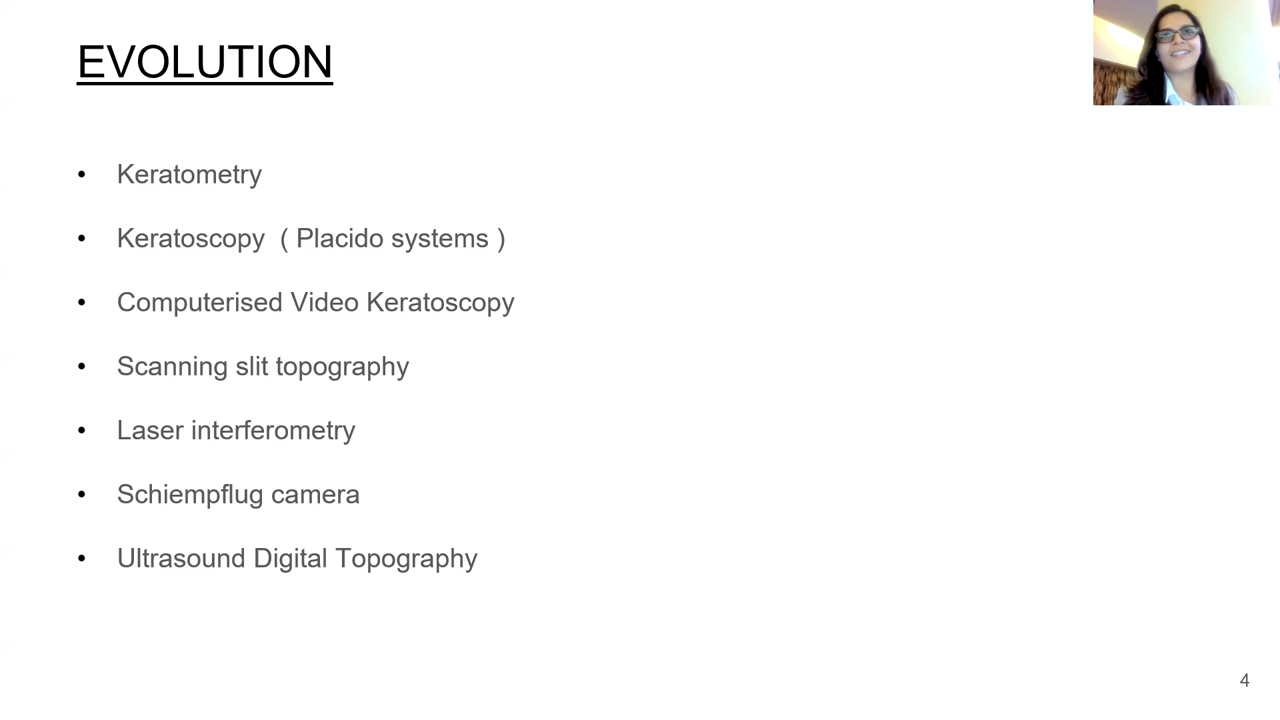 EVOLUTION
• Keratometry
• Keratoscopy ( Placido systems )
• Computerised Video Keratoscopy
• Scanning slit topography
• Laser interferometry
• Schiempflug camera
• Ultrasound Digital Topography
4